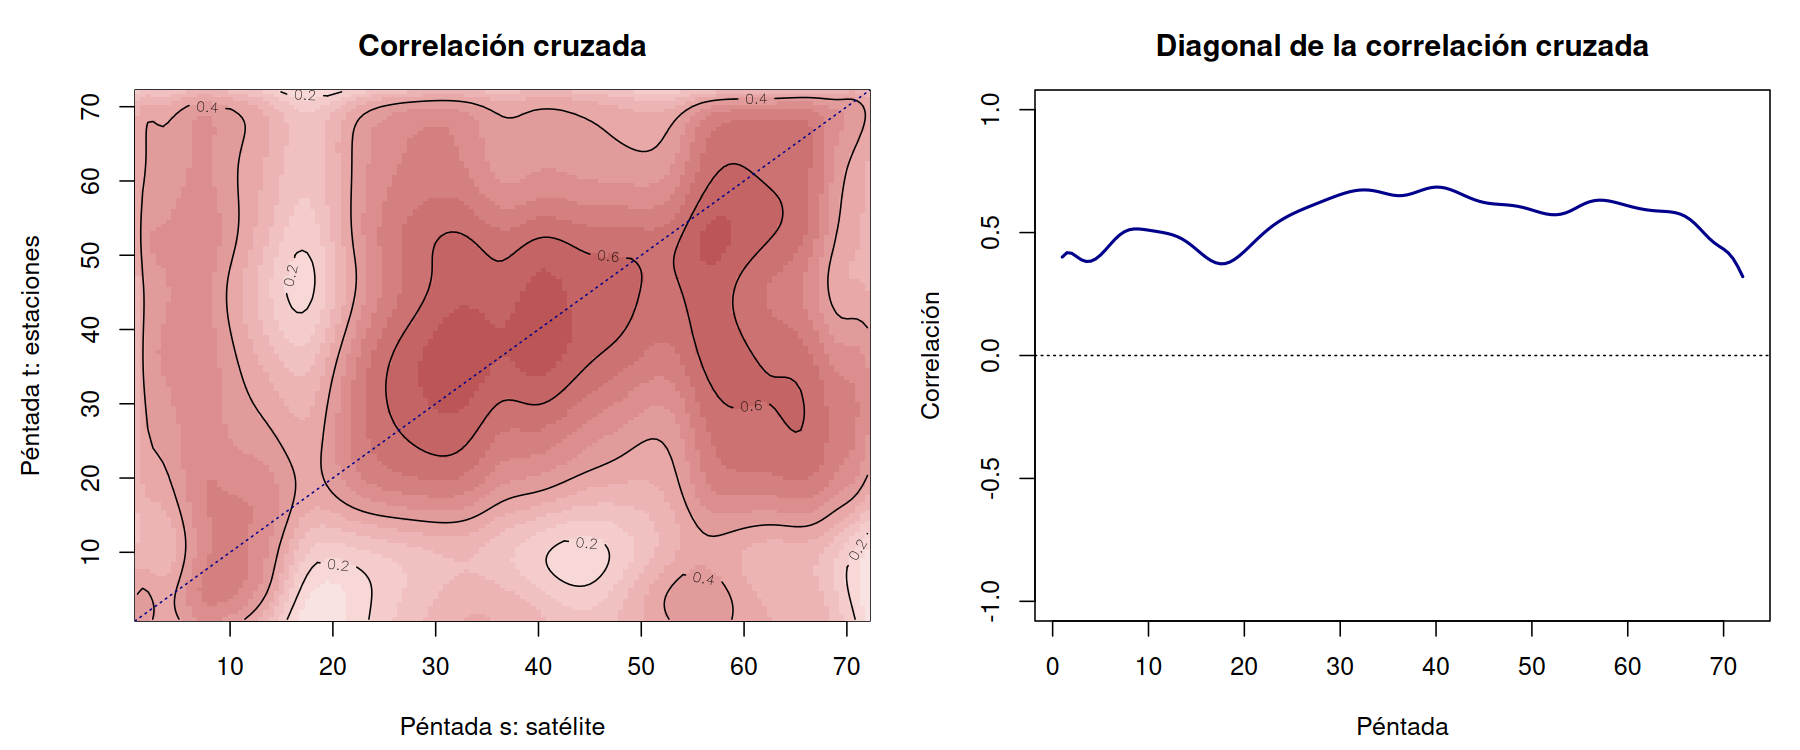 Correlación cruzada
Péntada t: estaciones
70
60
50
40
30
20
10
0.2
0.4
0.4
0.2
0.6
0.6
0.2
0.2
0.4
0.2
10 20 30 40 50 60 70
Péntada s: satélite
Diagonal de la correlación cruzada
Correlación
1.0
0.5
0.0
-0.5
-1.0
0 10 20 30 40 50 60 70
Péntada